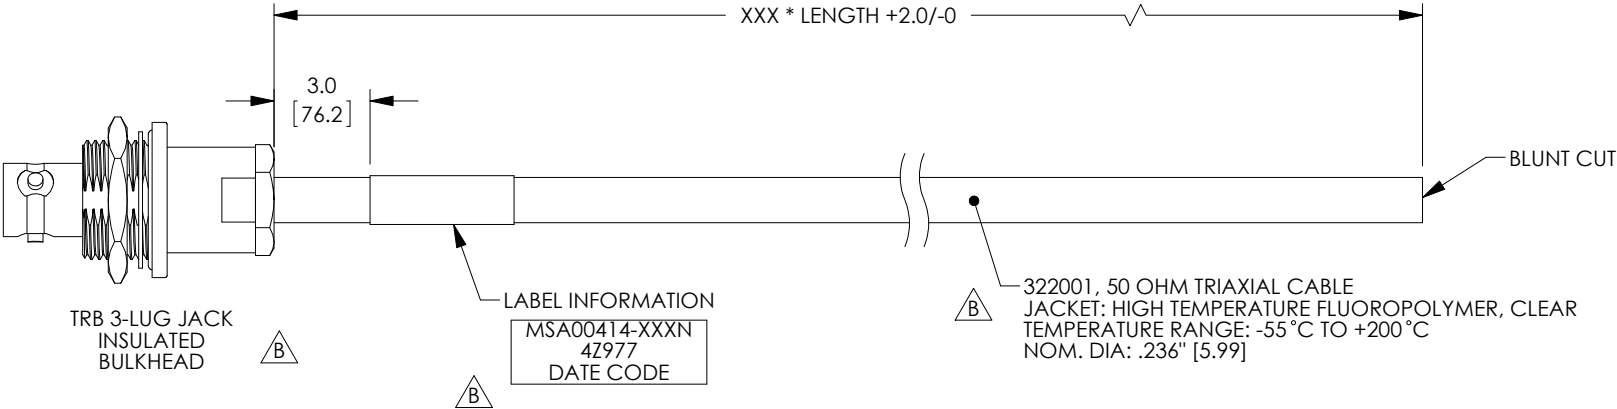 XXX * LENGTH +2.0/-0
3.0
[76.2]
BLUNT CUT
TRB 3-LUG JACK
INSULATED
BULKHEAD
B
LABEL INFORMATION
MSA00414-XXXN
4Z977
DATE CODE
B
B
322001, 50 OHM TRIAXIAL CABLE
JACKET: HIGH TEMPERATURE FLUOROPOLYMER, CLEAR
TEMPERATURE RANGE: -55°C TO +200°C
NOM. DIA: .236" [5.99]